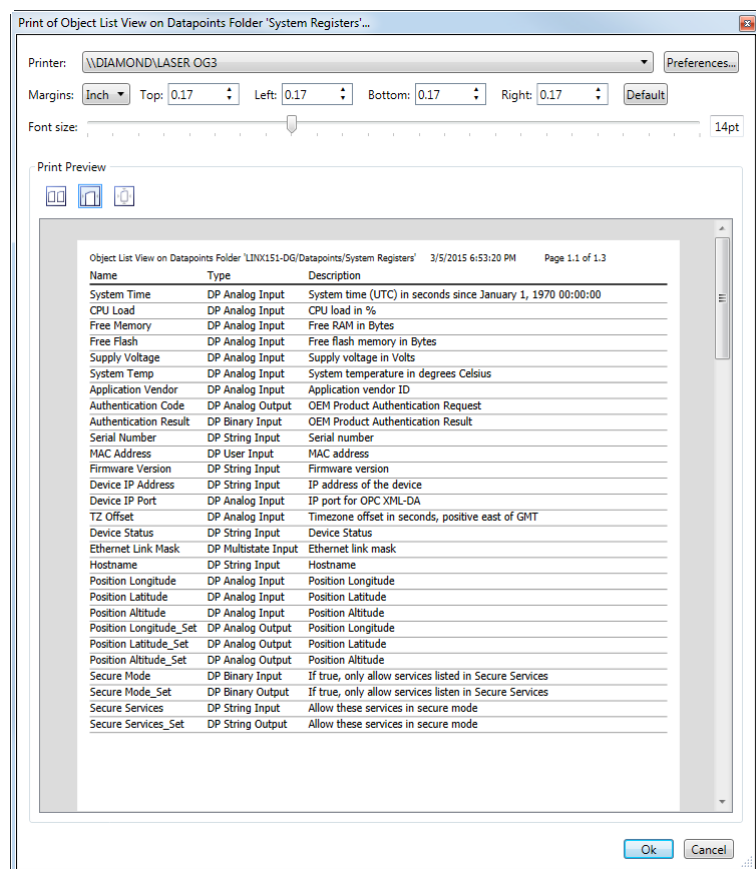 Print of Object List View on Datapoints Folder 'System Registers'...
Printer: \\DIAMOND\LASER OG3 Preferences...
Margins: Inch Top: 0.17 Left: 0.17 Bottom: 0.17 Right: 0.17 Default
Font size: 14pt
Print Preview
Object List View on Datapoints Folder 'LINX151-DG/Datapoints/System Registers' 3/5/2015 6:53:20 PM Page 1.1 of 1.3
Name Type Description
System Time DP Analog Input System time (UTC) in seconds since January 1, 1970 00:00:00
CPU Load DP Analog Input CPU load in %
Free Memory DP Analog Input Free RAM in Bytes
Free Flash DP Analog Input Free flash memory in Bytes
Supply Voltage DP Analog Input Supply voltage in Volts
System Temp DP Analog Input System temperature in degrees Celsius
Application Vendor DP Analog Input Application vendor ID
Authentication Code DP Analog Output OEM Product Authentication Request
Authentication Result DP Binary Input OEM Product Authentication Result
Serial Number DP String Input Serial number
MAC Address DP User Input MAC address
Firmware Version DP String Input Firmware version
Device IP Address DP String Input IP address of the device
Device IP Port DP Analog Input IP port for OPC XML-DA
TZ Offset DP Analog Input Timezone offset in seconds, positive east of GMT
Device Status DP String Input Device Status
Ethernet Link Mask DP Multistate Input Ethernet link mask
Hostname DP String Input Hostname
Position Longitude DP Analog Input Position Longitude
Position Latitude DP Analog Input Position Latitude
Position Altitude DP Analog Input Position Altitude
Position Longitude_Set DP Analog Output Position Longitude
Position Latitude_Set DP Analog Output Position Latitude
Position Altitude_Set DP Analog Output Position Altitude
Secure Mode DP Binary Input If true, only allow services listed in Secure Services
Secure Mode_Set DP Binary Output If true, only allow services listen in Secure Services
Secure Services DP String Input Allow these services in secure mode
Secure Services_Set DP String Output Allow these services in secure mode
Ok Cancel